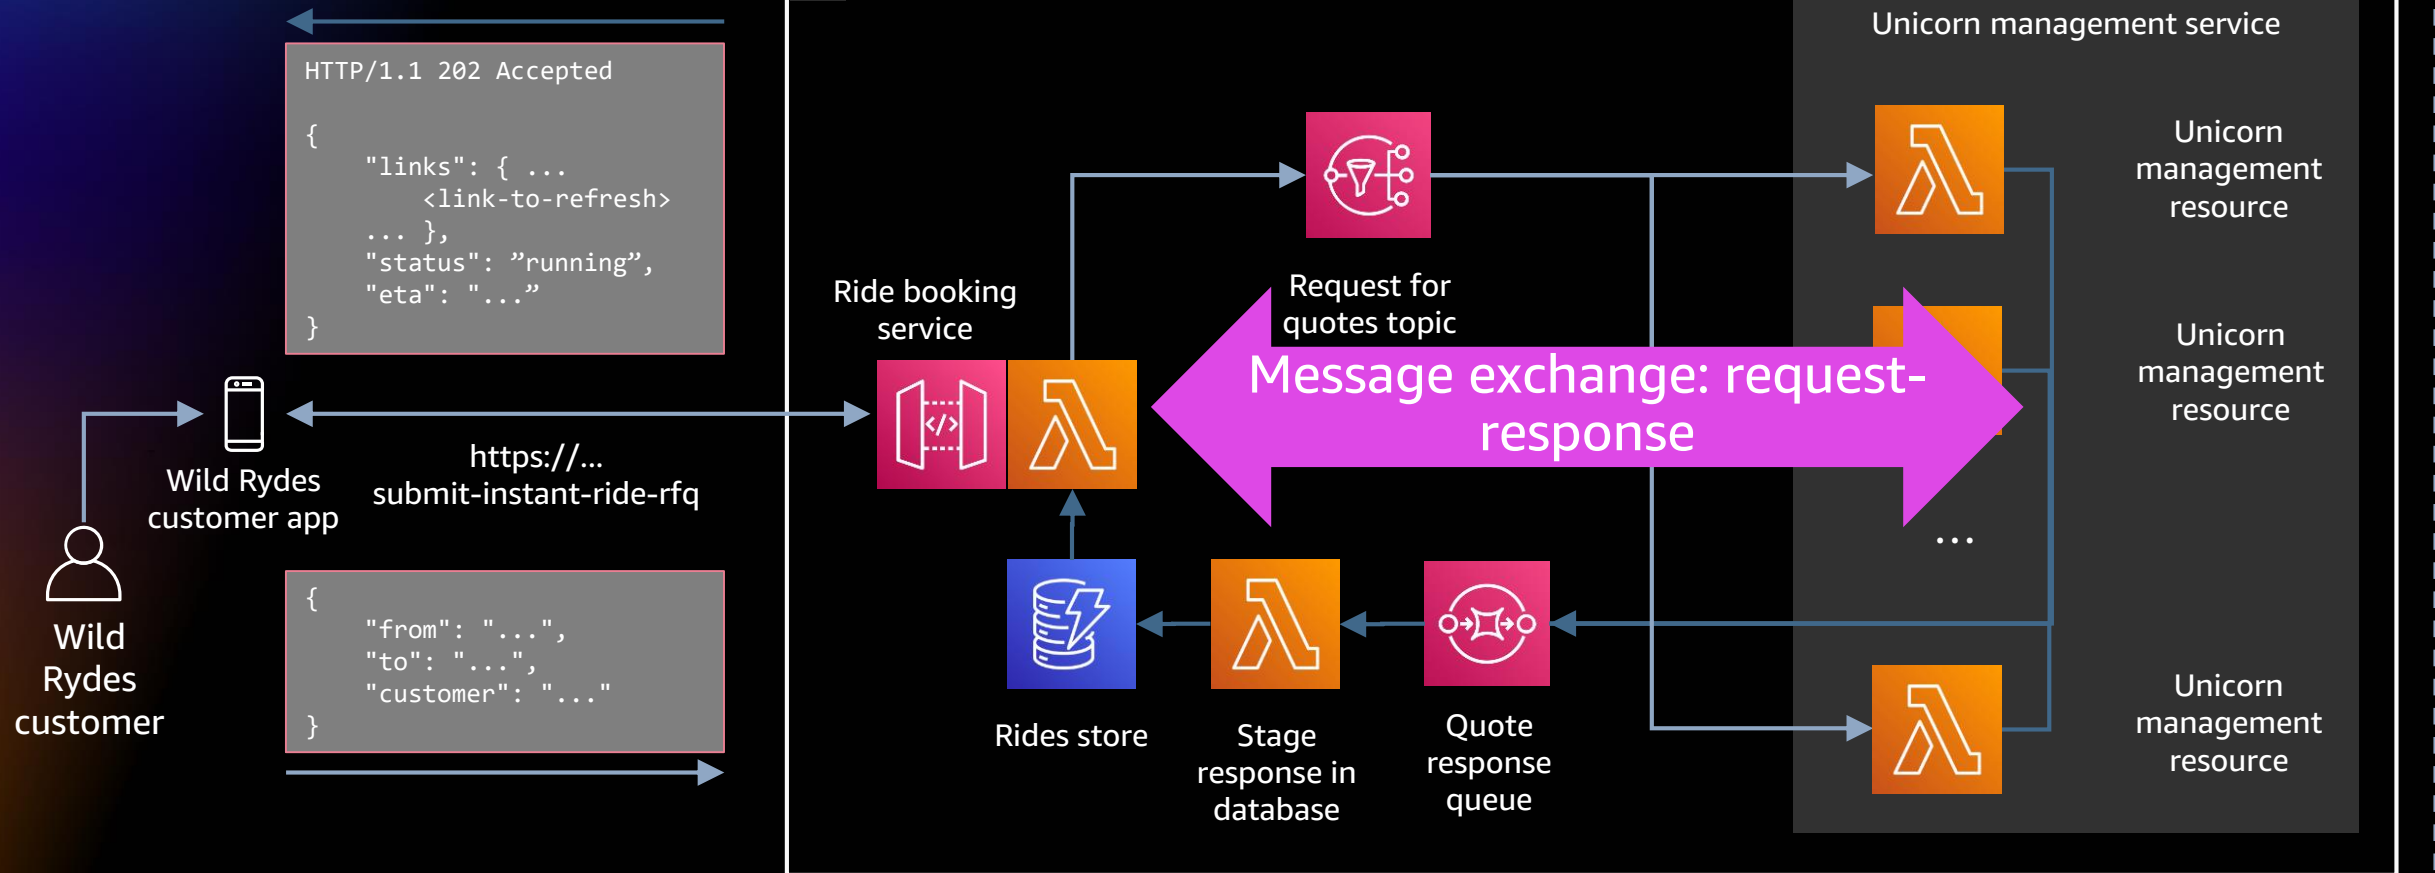 HTTP/1.1 202 Accepted
{
"links": { ...
<link-to-refresh>
... },
"status": ”running”,
"eta": "...”
}
Wild Rydes
customer app
https://...
submit-instant-ride-rfq
Wild
Rydes
customer
{
"from": "...",
"to": "...",
"customer": "..."
}
Ride booking
service
Request for
quotes topic
Message exchange: request-
response
Rides store
Stage
response in
database
Quote
response
queue
Unicorn management service
Unicorn
management
resource
Unicorn
management
resource
...
Unicorn
management
resource